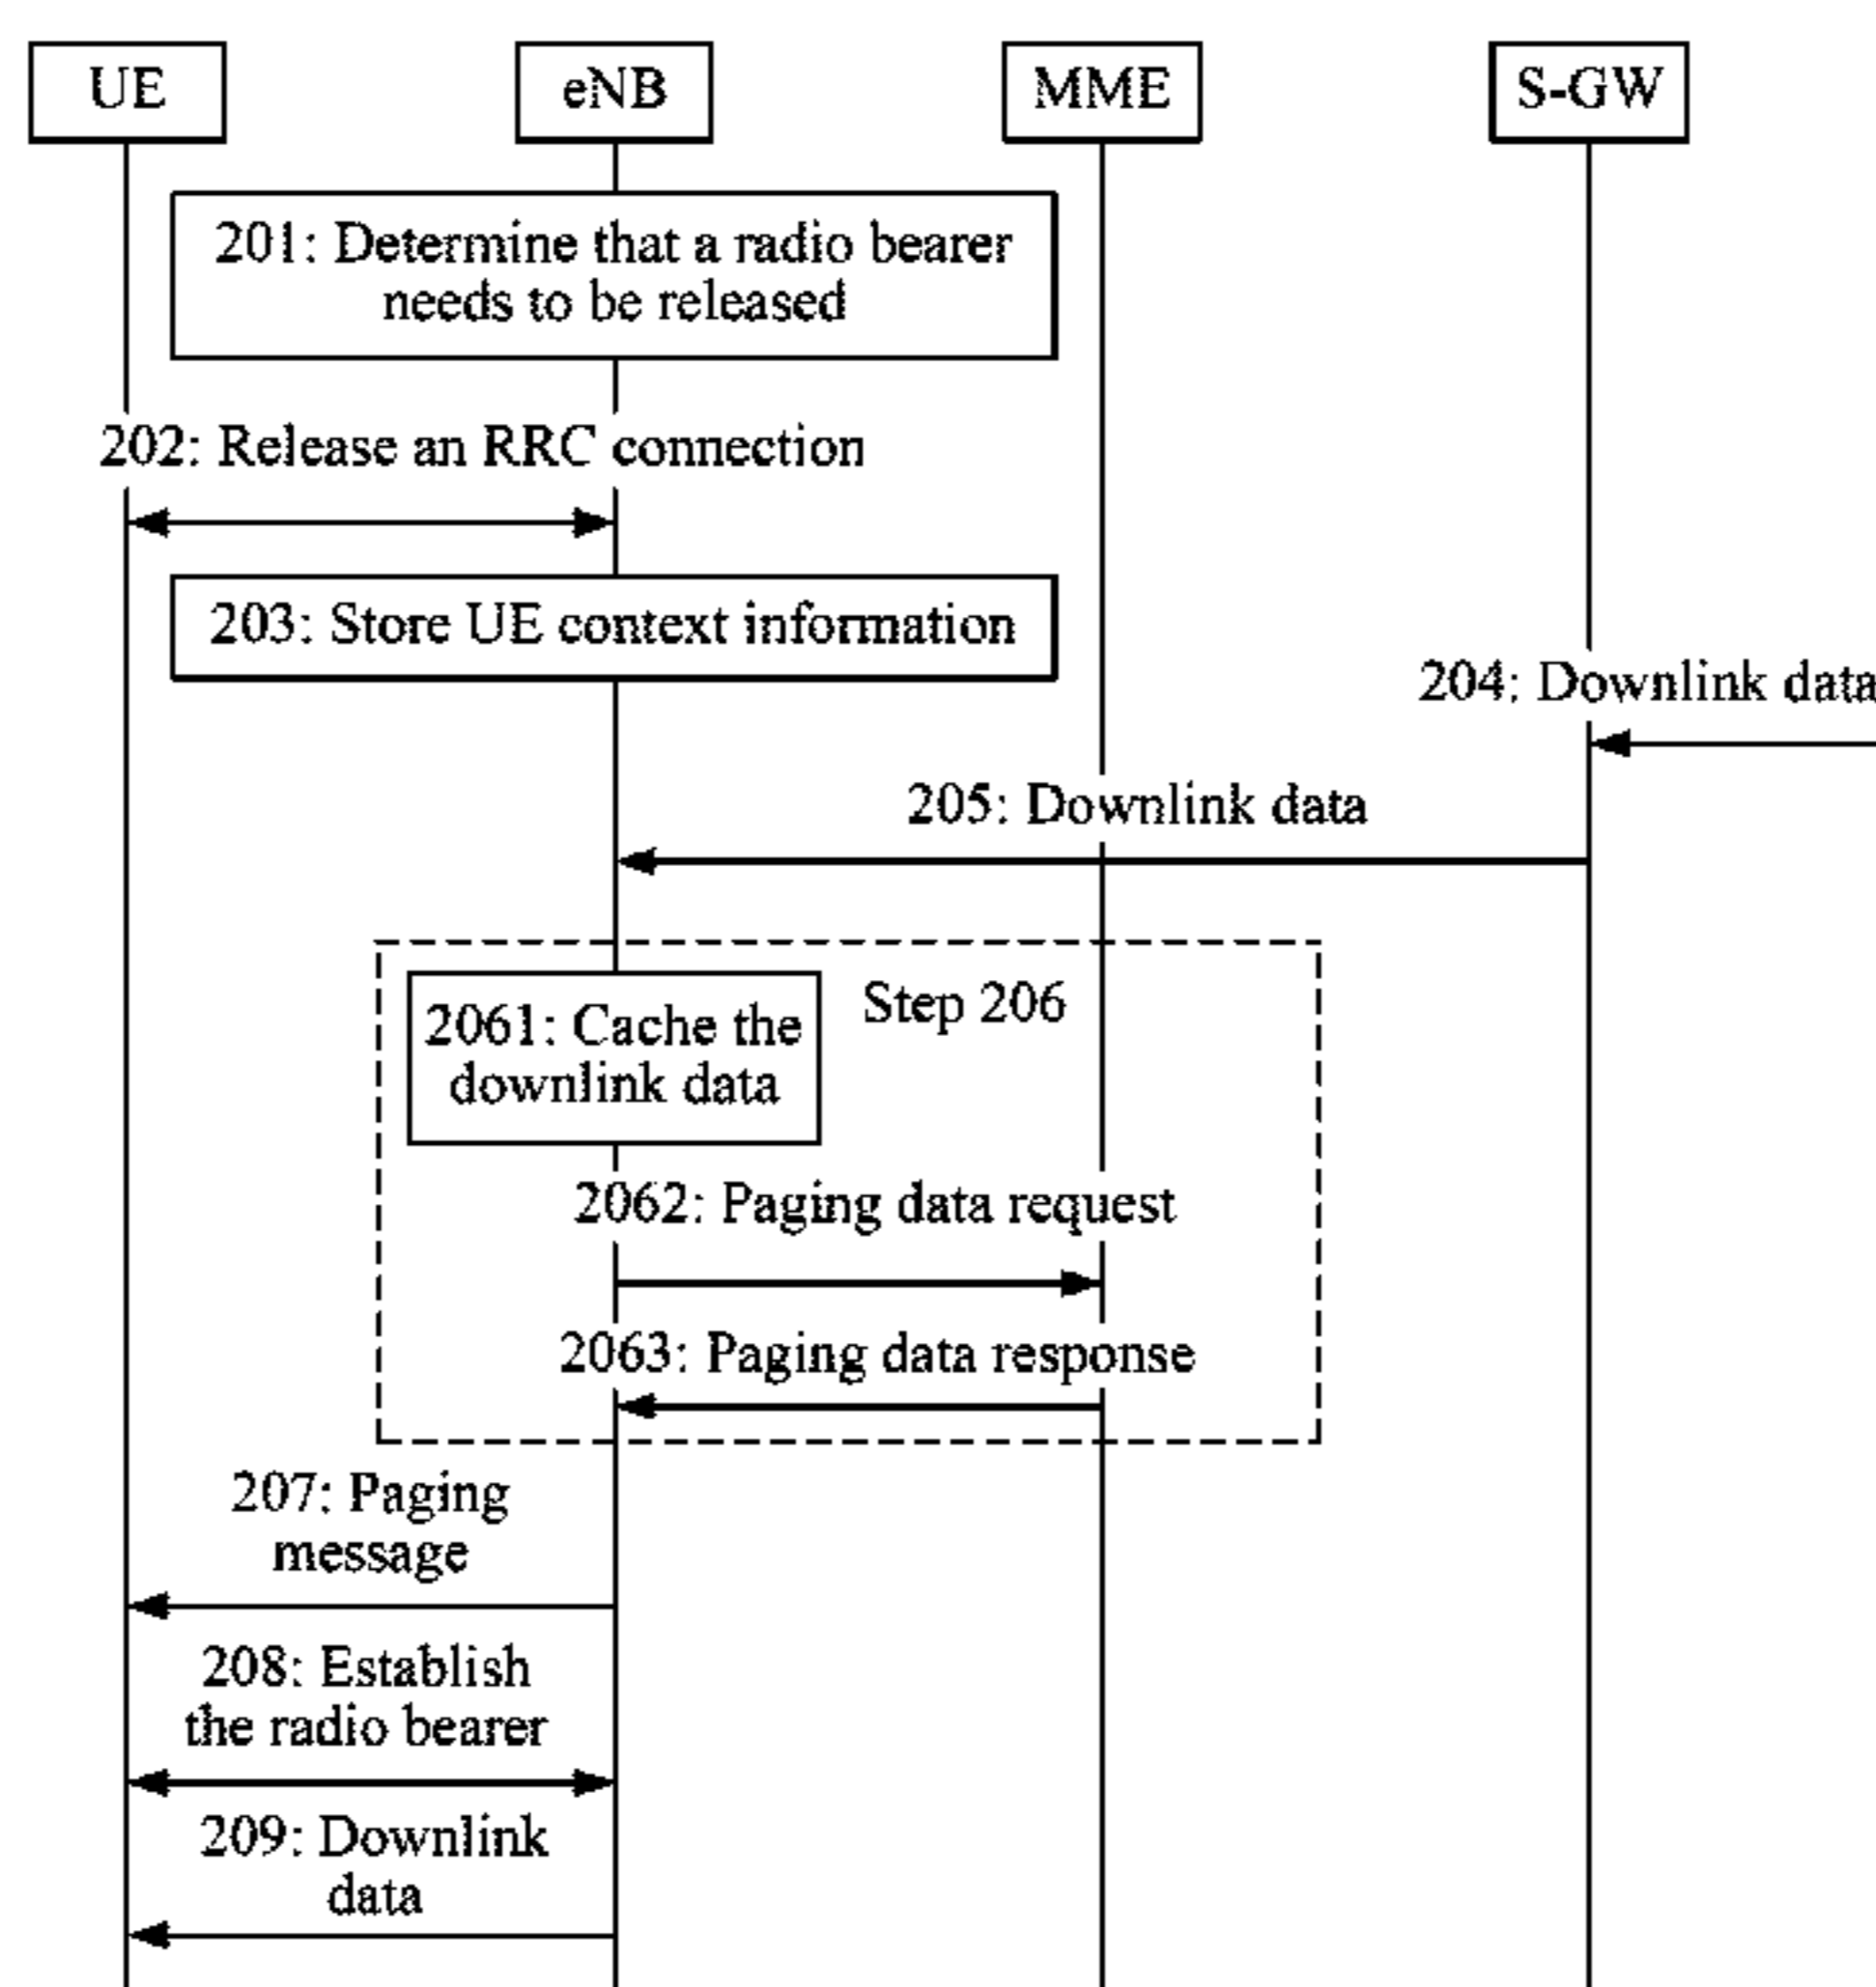 UE
eNB
MME
S-GW
201: Determine that a radio bearer
needs to be released
202: Release an RRC connection
203: Store UE context information
204: Downlink data
205: Downlink data
Step 206
2061: Cache the
downlink data
2062: Paging data request
2063: Paging data response
207: Paging
message
208: Establish
the radio bearer
209: Downlink
data